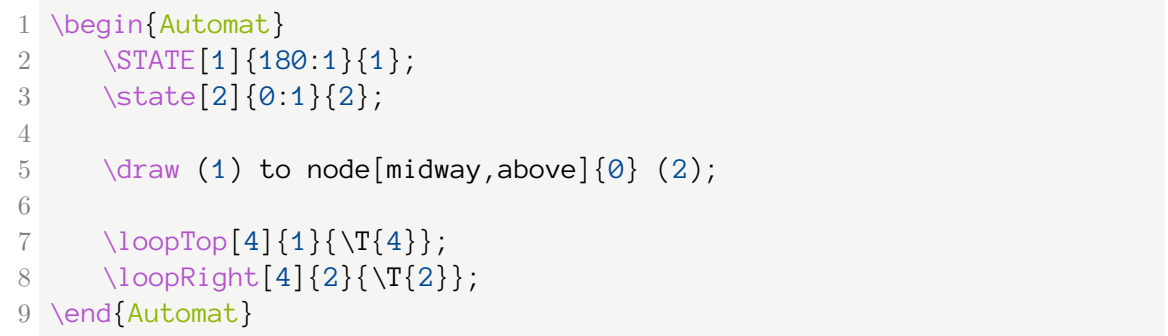 1 \begin{Automat}
2     \STATE[1]{180:1}{1};
3     \state[2]{0:1}{2};
4
5     \draw (1) to node[midway,above]{0} (2);
6
7     \loopTop[4]{1}{\T{4}};
8     \loopRight[4]{2}{\T{2}};
9 \end{Automat}